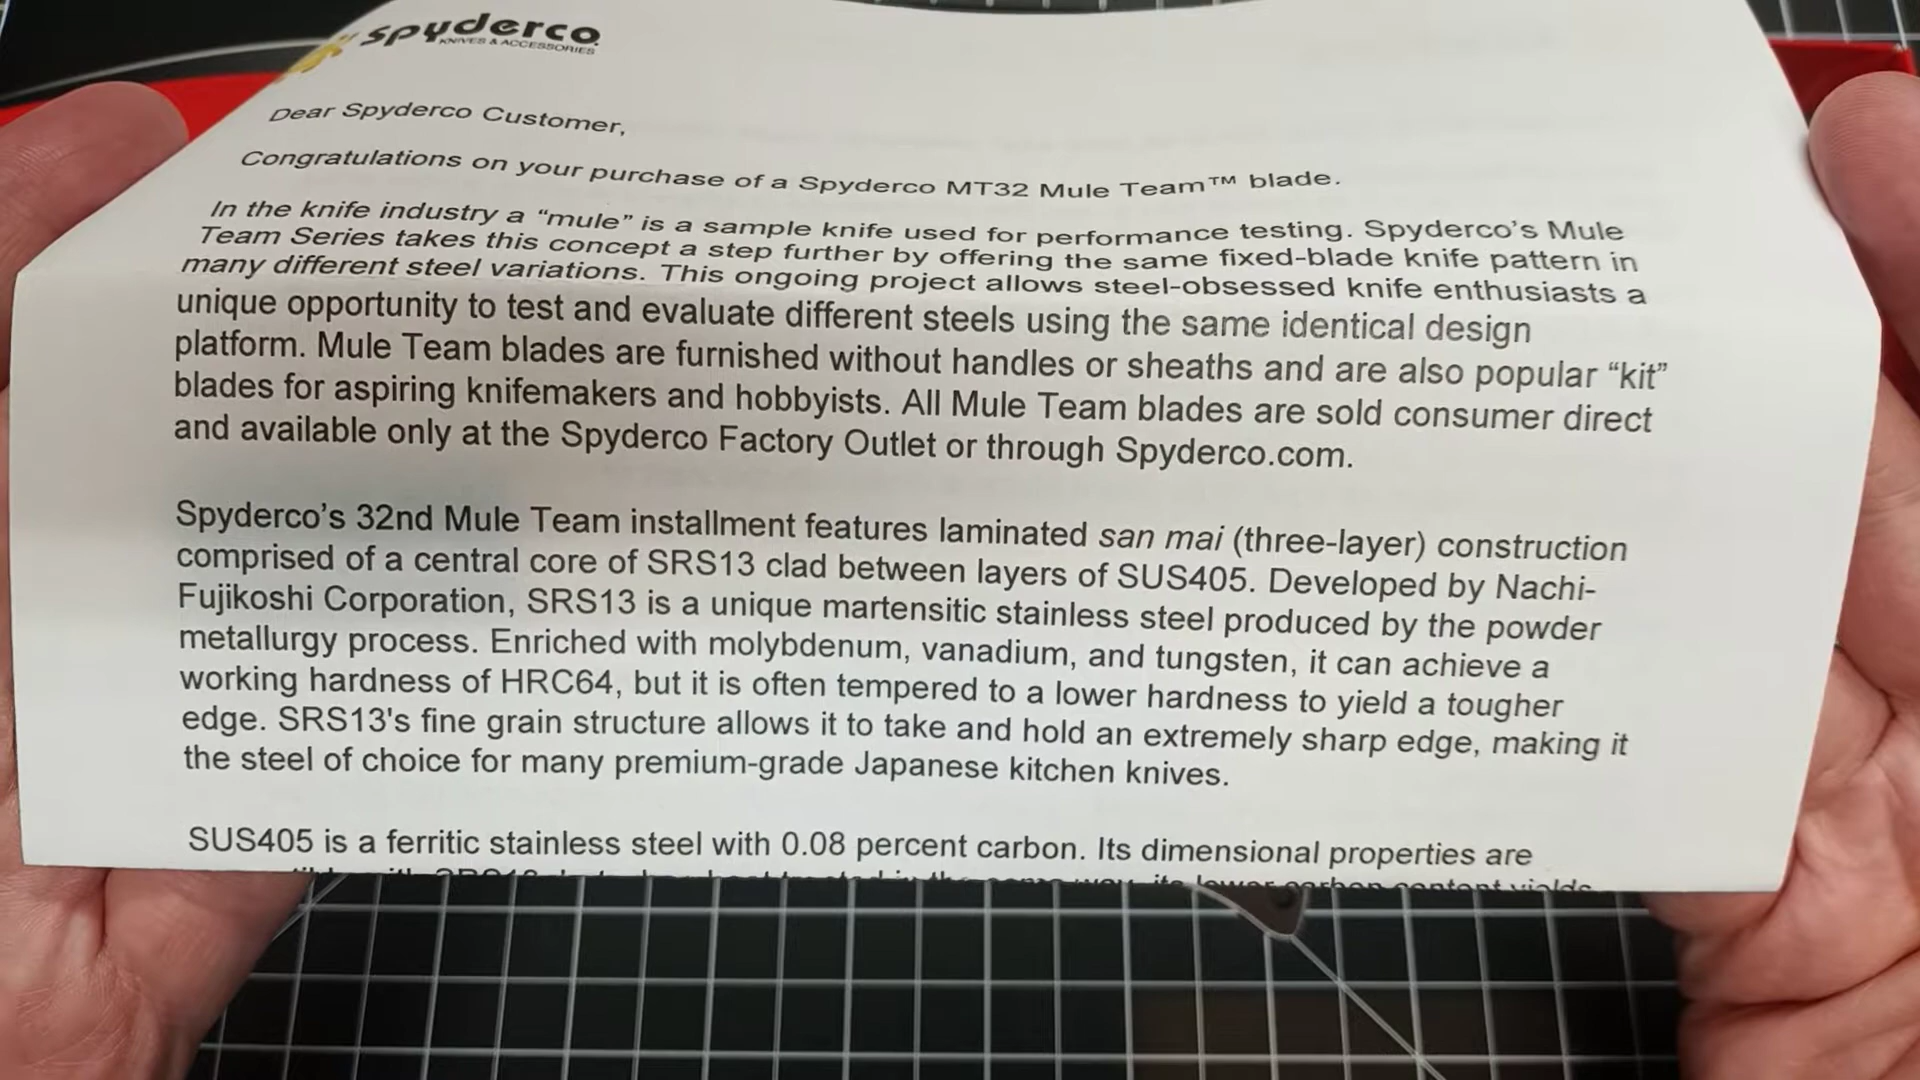 spyderco
KNIVES & ACCESSORIES
Dear Spyderco Customer,
Congratulations on your purchase of a Spyderco MT32 Mule Team™ blade.
In the knife industry a “mule” is a sample knife used for performance testing. Spyderco’s Mule
Team Series takes this concept a step further by offering the same fixed-blade knife pattern in
many different steel variations. This ongoing project allows steel-obsessed knife enthusiasts a
unique opportunity to test and evaluate different steels using the same identical design
platform. Mule Team blades are furnished without handles or sheaths and are also popular “kit”
blades for aspiring knifemakers and hobbyists. All Mule Team blades are sold consumer direct
and available only at the Spyderco Factory Outlet or through Spyderco.com.
Spyderco’s 32nd Mule Team installment features laminated san mai (three-layer) construction
comprised of a central core of SRS13 clad between layers of SUS405. Developed by Nachi-
Fujikoshi Corporation, SRS13 is a unique martensitic stainless steel produced by the powder
metallurgy process. Enriched with molybdenum, vanadium, and tungsten, it can achieve a
working hardness of HRC64, but it is often tempered to a lower hardness to yield a tougher
edge. SRS13's fine grain structure allows it to take and hold an extremely sharp edge, making it
the steel of choice for many premium-grade Japanese kitchen knives.
SUS405 is a ferritic stainless steel with 0.08 percent carbon. Its dimensional properties are
its lower carbon content yields